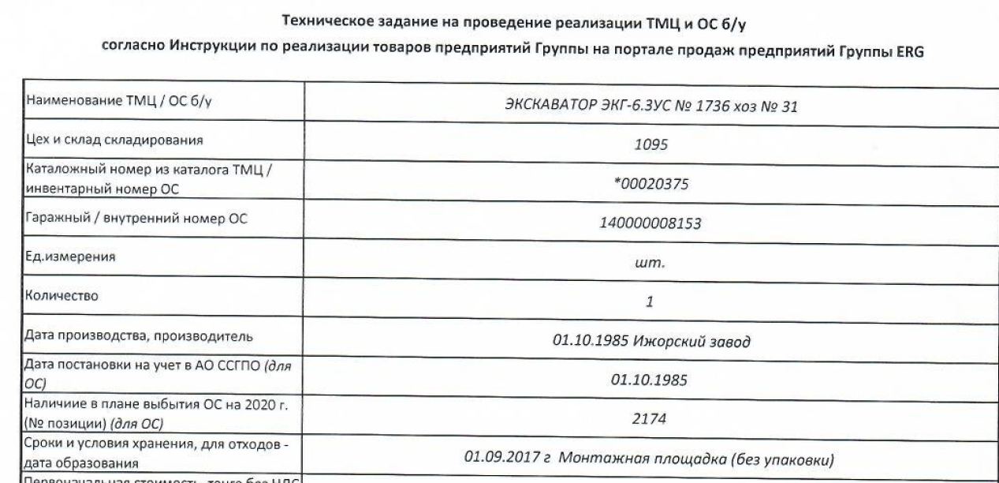 Техническое задание на проведение реализации ТМЦ и ОС б/у
согласно Инструкции по реализации товаров предприятий Группы на портале продаж предприятий Группы ERG
Наименование ТМЦ / ОС б/у
ЭКСКАВАТОР ЭКГ-6.3УС № 1736 хоз № 31
Цех и склад складирования
1095
Каталожный номер из каталога ТМЦ /
инвентарный номер ОС
*00020375
Гаражный / внутренний номер ОС
140000008153
Ед.измерения
шт.
Количество
1
Дата производства, производитель
01.10.1985 Ижорский завод
Дата постановки на учет в АО ССГПО (для
ОС)
01.10.1985
Наличиие в плане выбытия ОС на 2020 г.
(№ позиции) (для ОС)
2174
Сроки и условия хранения, для отходов -
дата образования
01.09.2017 г Монтажная площадка (без упаковки)
Первоначальная стоимость, тенге без НДС